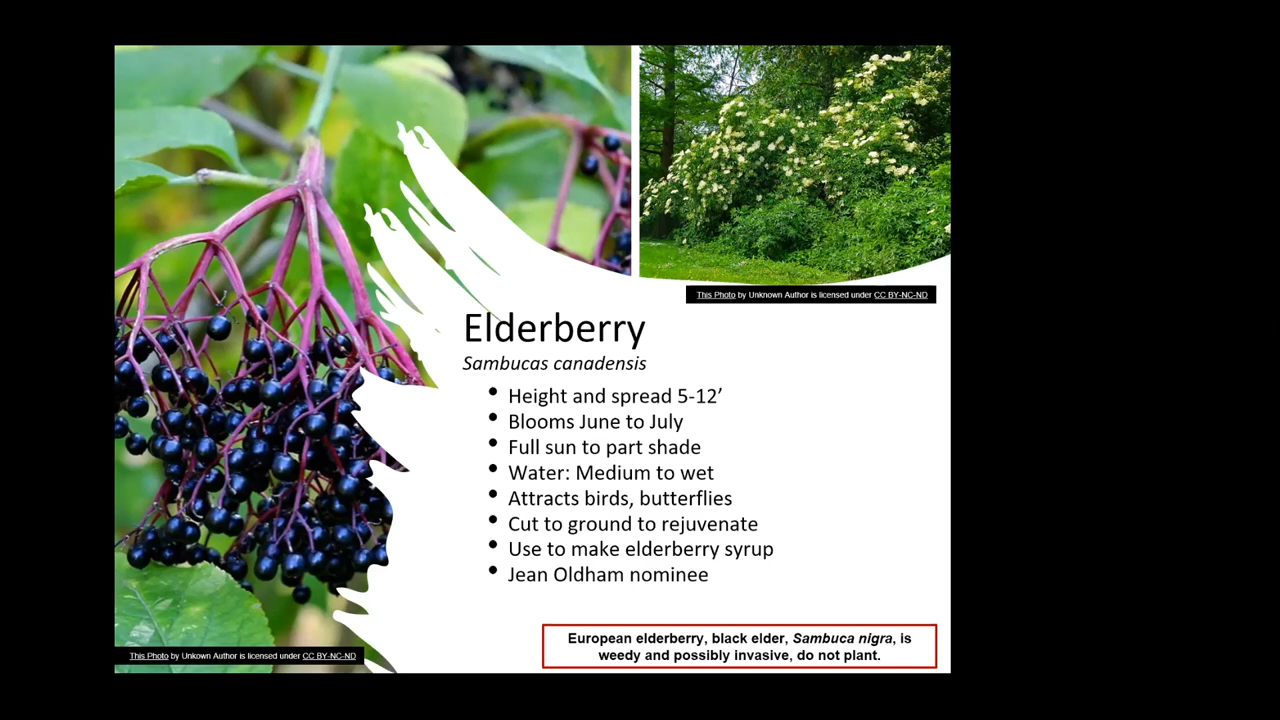 This Photo by Unknown Author is licensed under CC BY-NC-ND
Elderberry
Sambucas canadensis
• Height and spread 5-12’
• Blooms June to July
• Full sun to part shade
• Water: Medium to wet
• Attracts birds, butterflies
• Cut to ground to rejuvenate
• Use to make elderberry syrup
• Jean Oldham nominee
European elderberry, black elder, Sambuca nigra, is
weedy and possibly invasive, do not plant.
This Photo by Unkown Author is licensed under CC BY-NC-ND